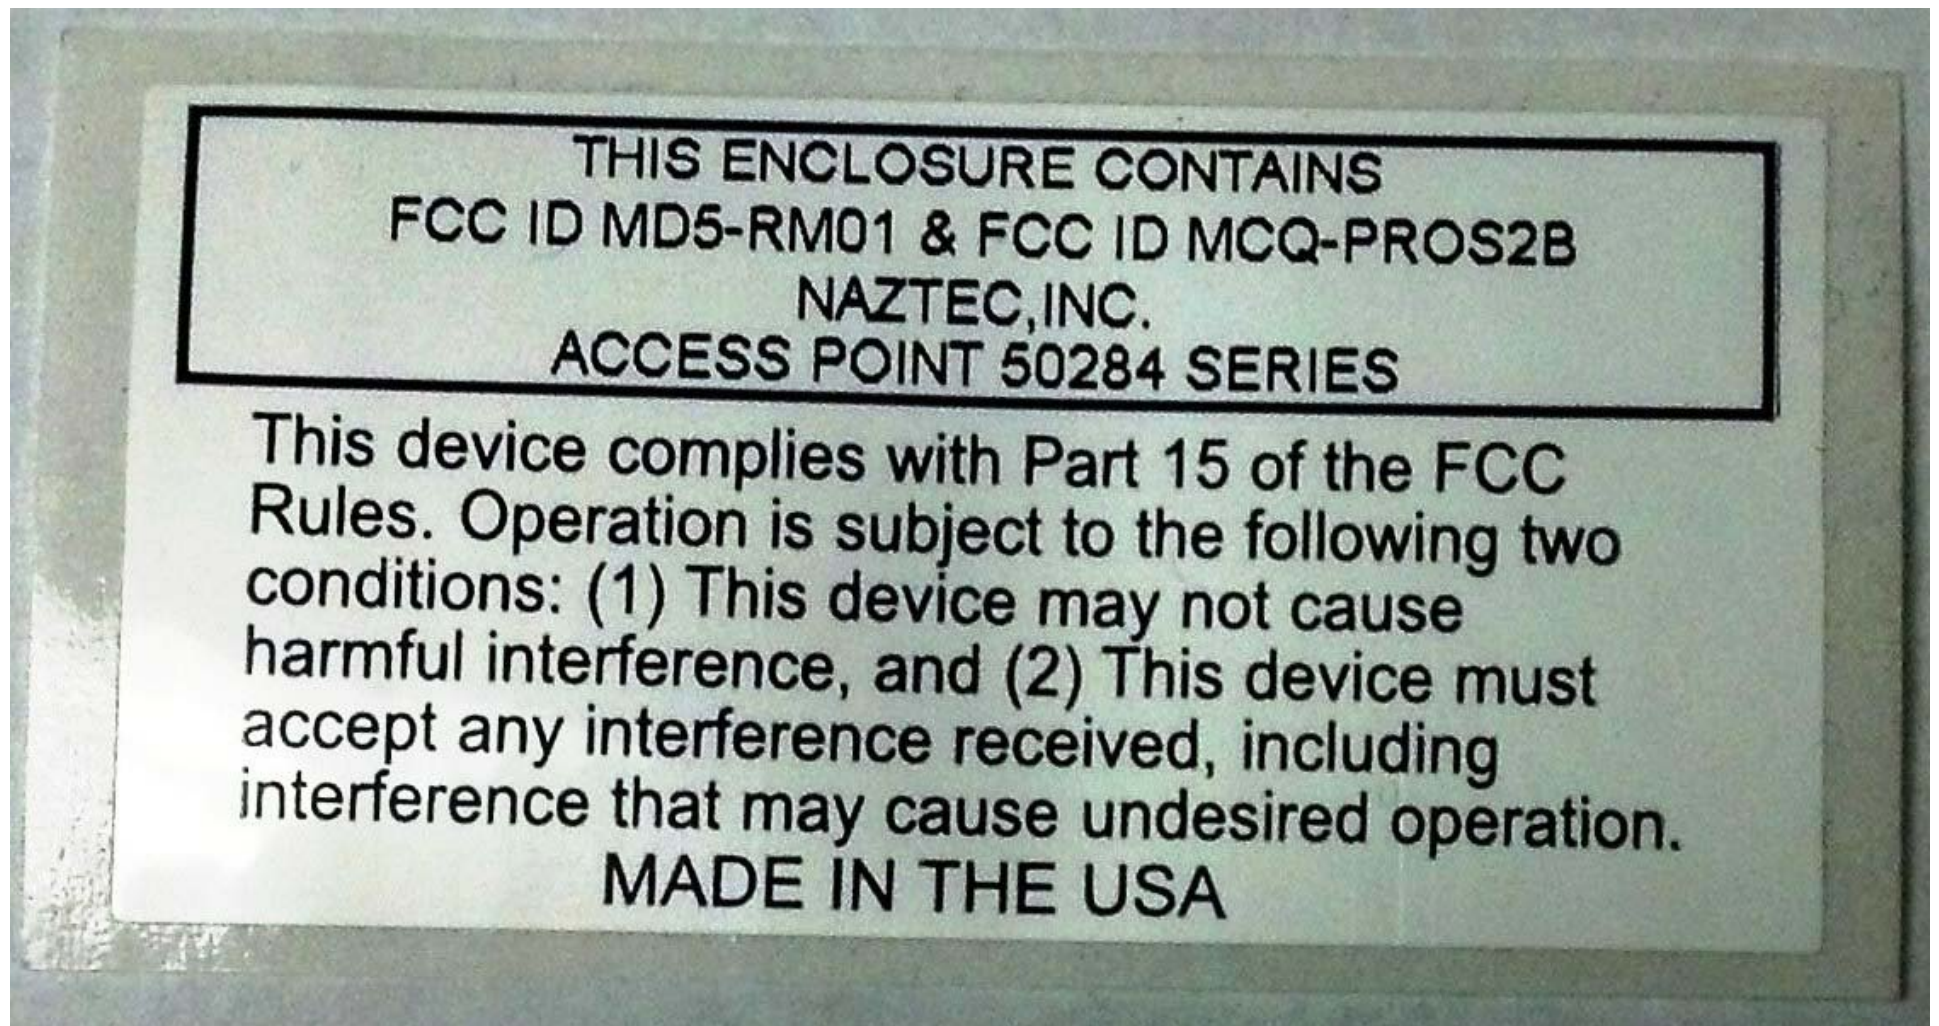 THIS ENCLOSURE CONTAINS
FCC ID MD5-RM01 & FCC ID MCQ-PROS2B
NAZTEC,INC.
ACCESS POINT 50284 SERIES
This device complies with Part 15 of the FCC
Rules. Operation is subject to the following two
conditions: (1) This device may not cause
harmful interference, and (2) This device must
accept any interference received, including
interference that may cause undesired operation.
MADE IN THE USA